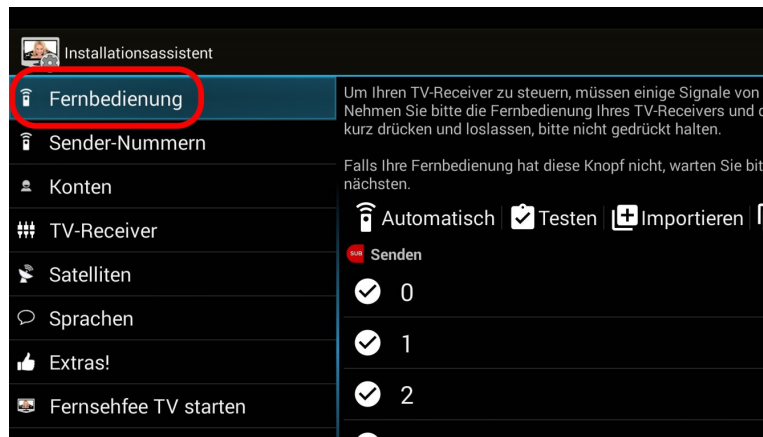 Installationsassistent
Fernbedienung
Sender-Nummern
Konten
TV-Receiver
Satelliten
Sprachen
Extras!
Fernsehfee TV starten
Um Ihren TV-Receiver zu steuern, müssen einige Signale von
Nehmen Sie bitte die Fernbedienung Ihres TV-Receivers und
kurz drücken und loslassen, bitte nicht gedrückt halten.
Falls Ihre Fernbedienung hat diese Knopf nicht, warten Sie bit
nächsten.
Automatisch Testen Importieren
SUB Senden
0
1
2